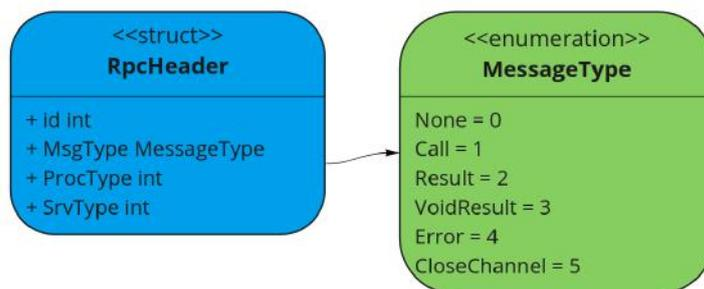 <<struct>>
RpcHeader
+ id int
+ MsgType MessageType
+ ProcType int
+ SrvType int
<<enumeration>>
MessageType
None = 0
Call = 1
Result = 2
VoidResult = 3
Error = 4
CloseChannel = 5